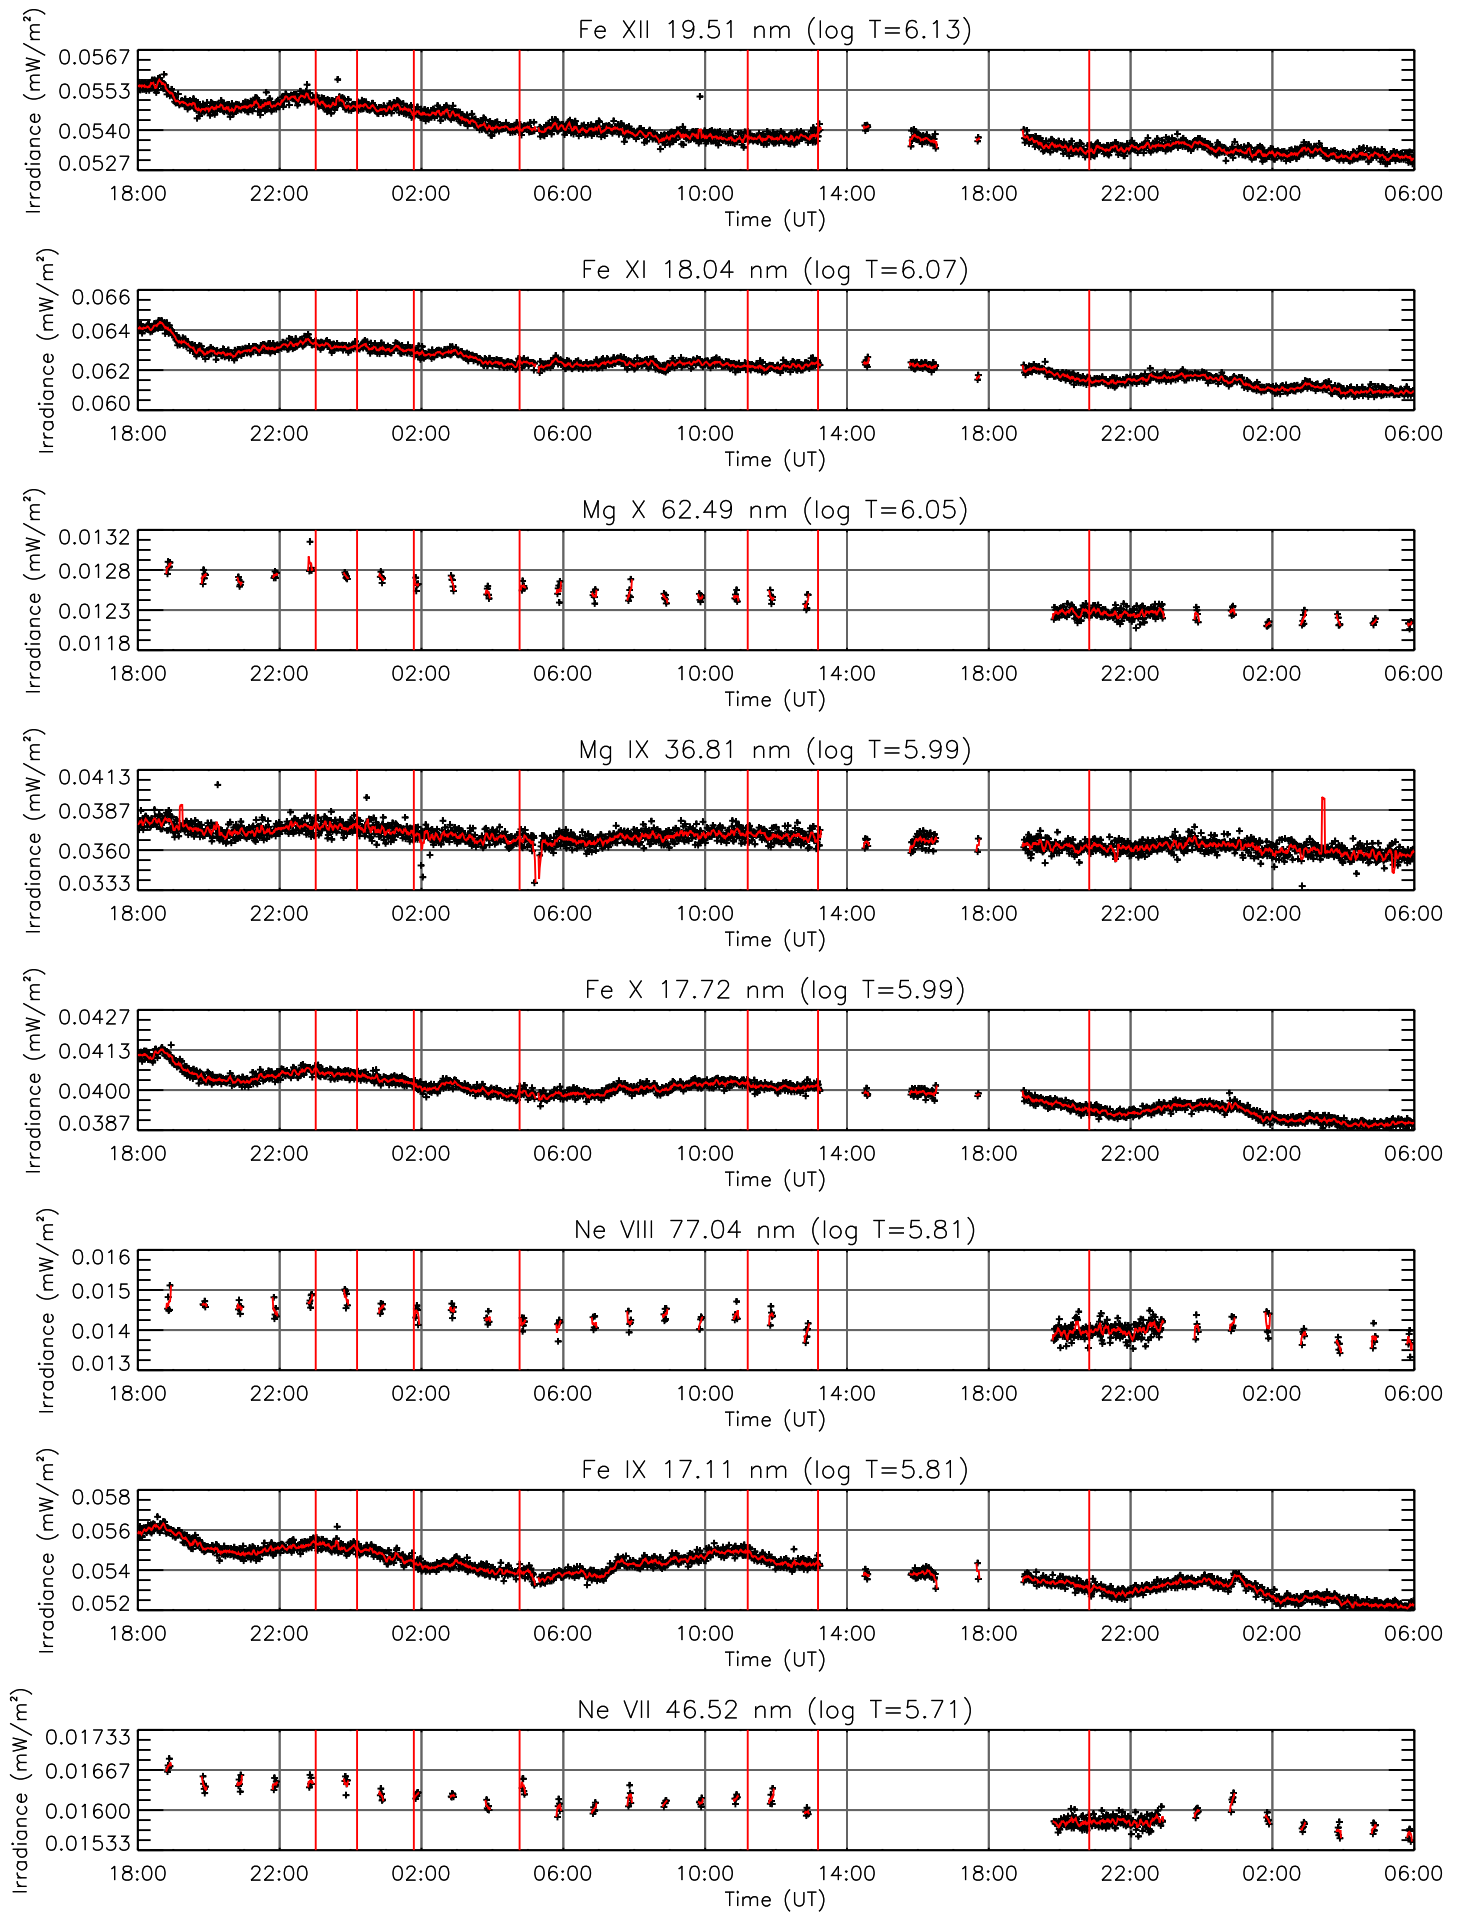 Fe XII 19.51 nm (log T=6.13)
Irradiance (mW/m²)
0.0567
0.0553
0.0540
0.0527
18:00 22:00 02:00 06:00 10:00 14:00 18:00 22:00 02:00 06:00
Time (UT)
Fe XI 18.04 nm (log T=6.07)
Irradiance (mW/m²)
0.066
0.064
0.062
0.060
18:00 22:00 02:00 06:00 10:00 14:00 18:00 22:00 02:00 06:00
Time (UT)
Mg X 62.49 nm (log T=6.05)
Irradiance (mW/m²)
0.0132
0.0128
0.0123
0.0118
18:00 22:00 02:00 06:00 10:00 14:00 18:00 22:00 02:00 06:00
Time (UT)
Mg IX 36.81 nm (log T=5.99)
Irradiance (mW/m²)
0.0413
0.0387
0.0360
0.0333
18:00 22:00 02:00 06:00 10:00 14:00 18:00 22:00 02:00 06:00
Time (UT)
Fe X 17.72 nm (log T=5.99)
Irradiance (mW/m²)
0.0427
0.0413
0.0400
0.0387
18:00 22:00 02:00 06:00 10:00 14:00 18:00 22:00 02:00 06:00
Time (UT)
Ne VIII 77.04 nm (log T=5.81)
Irradiance (mW/m²)
0.016
0.015
0.014
0.013
18:00 22:00 02:00 06:00 10:00 14:00 18:00 22:00 02:00 06:00
Time (UT)
Fe IX 17.11 nm (log T=5.81)
Irradiance (mW/m²)
0.058
0.056
0.054
0.052
18:00 22:00 02:00 06:00 10:00 14:00 18:00 22:00 02:00 06:00
Time (UT)
Ne VII 46.52 nm (log T=5.71)
Irradiance (mW/m²)
0.01733
0.01667
0.01600
0.01533
18:00 22:00 02:00 06:00 10:00 14:00 18:00 22:00 02:00 06:00
Time (UT)